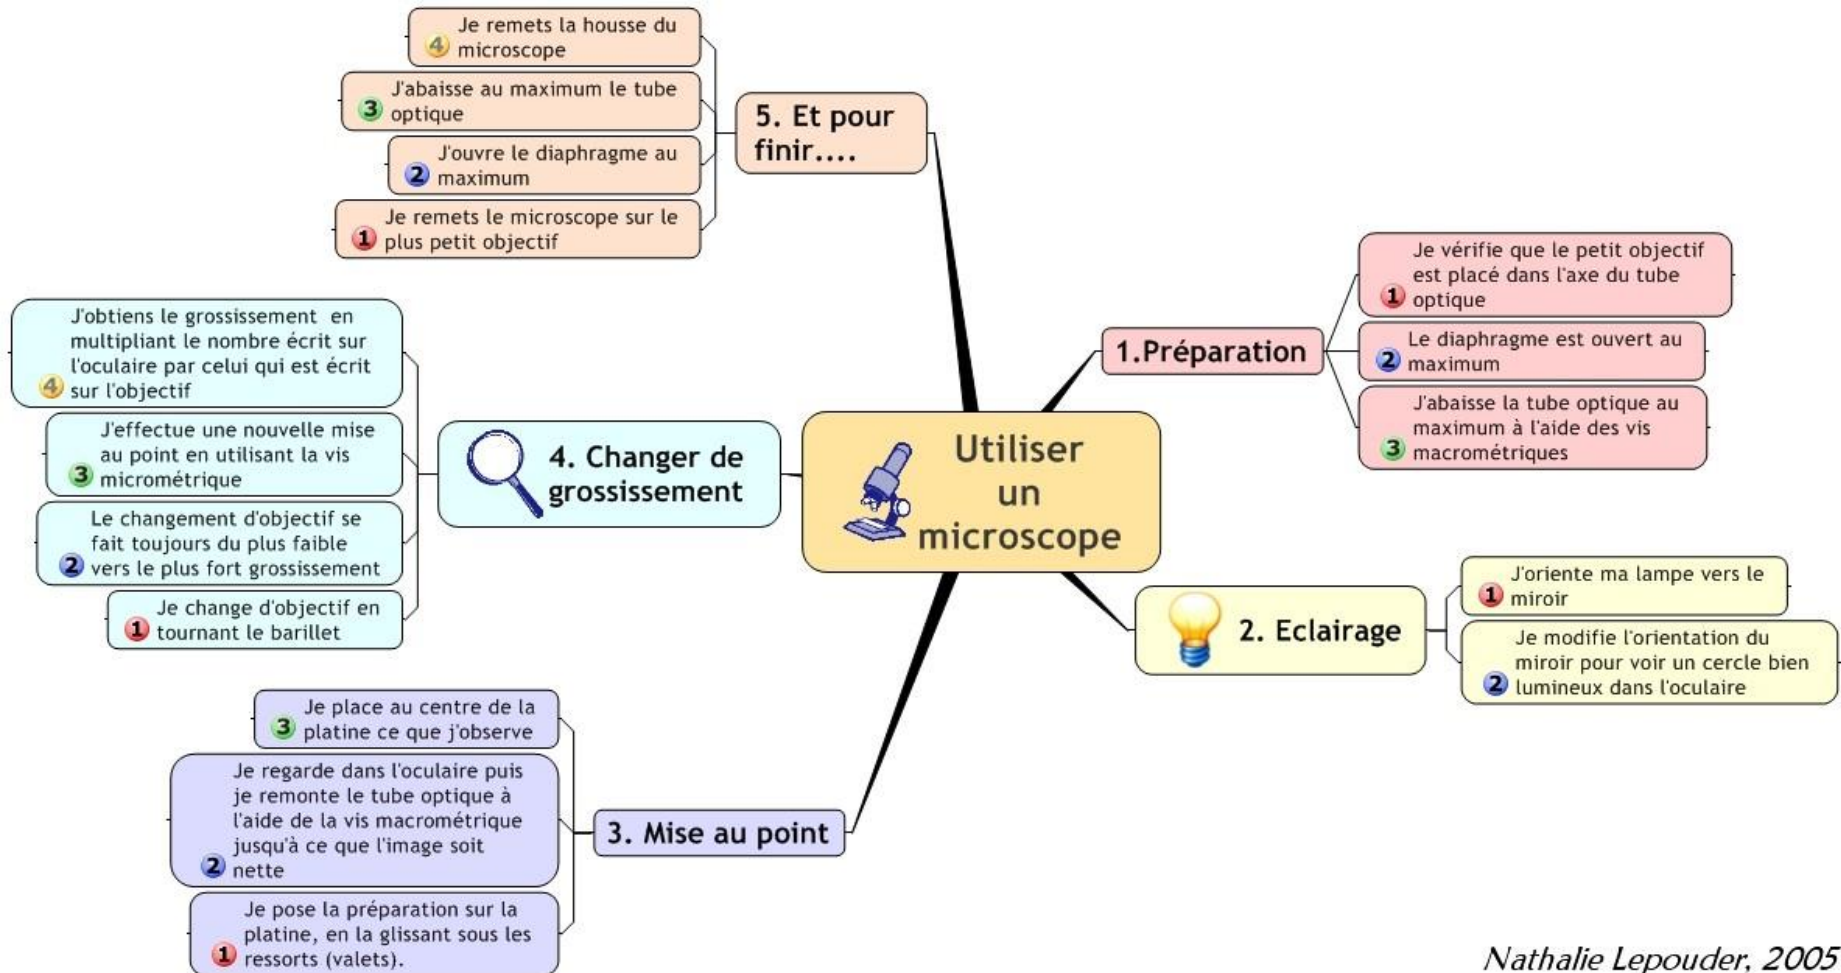 Utiliser
un
microscope
1.Préparation
1
Je vérifie que le petit objectif
est placé dans l'axe du tube
optique
2
Le diaphragme est ouvert au
maximum
3
J'abaisse la tube optique au
maximum à l'aide des vis
macrométriques
2. Eclairage
1
J'oriente ma lampe vers le
miroir
2
Je modifie l'orientation du
miroir pour voir un cercle bien
lumineux dans l'oculaire
3. Mise au point
3
Je place au centre de la
platine ce que j'observe
2
Je regarde dans l'oculaire puis
je remonte le tube optique à
l'aide de la vis macrométrique
jusqu'à ce que l'image soit
nette
1
Je pose la préparation sur la
platine, en la glissant sous les
ressorts (valets).
4. Changer de
grossissement
4
J'obtiens le grossissement en
multipliant le nombre écrit sur
l'oculaire par celui qui est écrit
sur l'objectif
3
J'effectue une nouvelle mise
au point en utilisant la vis
micrométrique
2
Le changement d'objectif se
fait toujours du plus faible
vers le plus fort grossissement
1
Je change d'objectif en
tournant le barillet
5. Et pour
finir....
4
Je remets la housse du
microscope
3
J'abaisse au maximum le tube
optique
2
J'ouvre le diaphragme au
maximum
1
Je remets le microscope sur le
plus petit objectif
Nathalie Lepouder, 2005